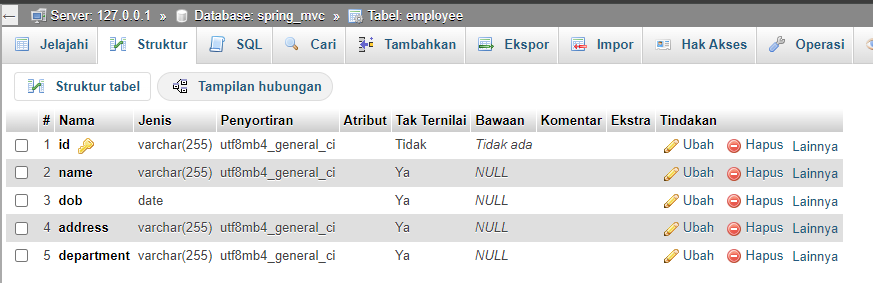 Server: 127.0.0.1 » Database: spring_mvc » Tabel: employee
Jelajahi Struktur SQL Cari Tambahkan Ekspor Impor Hak Akses Operasi
Struktur tabel Tampilan hubungan
# Nama Jenis Penyortiran Atribut Tak Ternilai Bawaan Komentar Ekstra Tindakan
1 id varchar(255) utf8mb4_general_ci Tidak Tidak ada Ubah Hapus Lainnya
2 name varchar(255) utf8mb4_general_ci Ya NULL Ubah Hapus Lainnya
3 dob date Ya NULL Ubah Hapus Lainnya
4 address varchar(255) utf8mb4_general_ci Ya NULL Ubah Hapus Lainnya
5 department varchar(255) utf8mb4_general_ci Ya NULL Ubah Hapus Lainnya